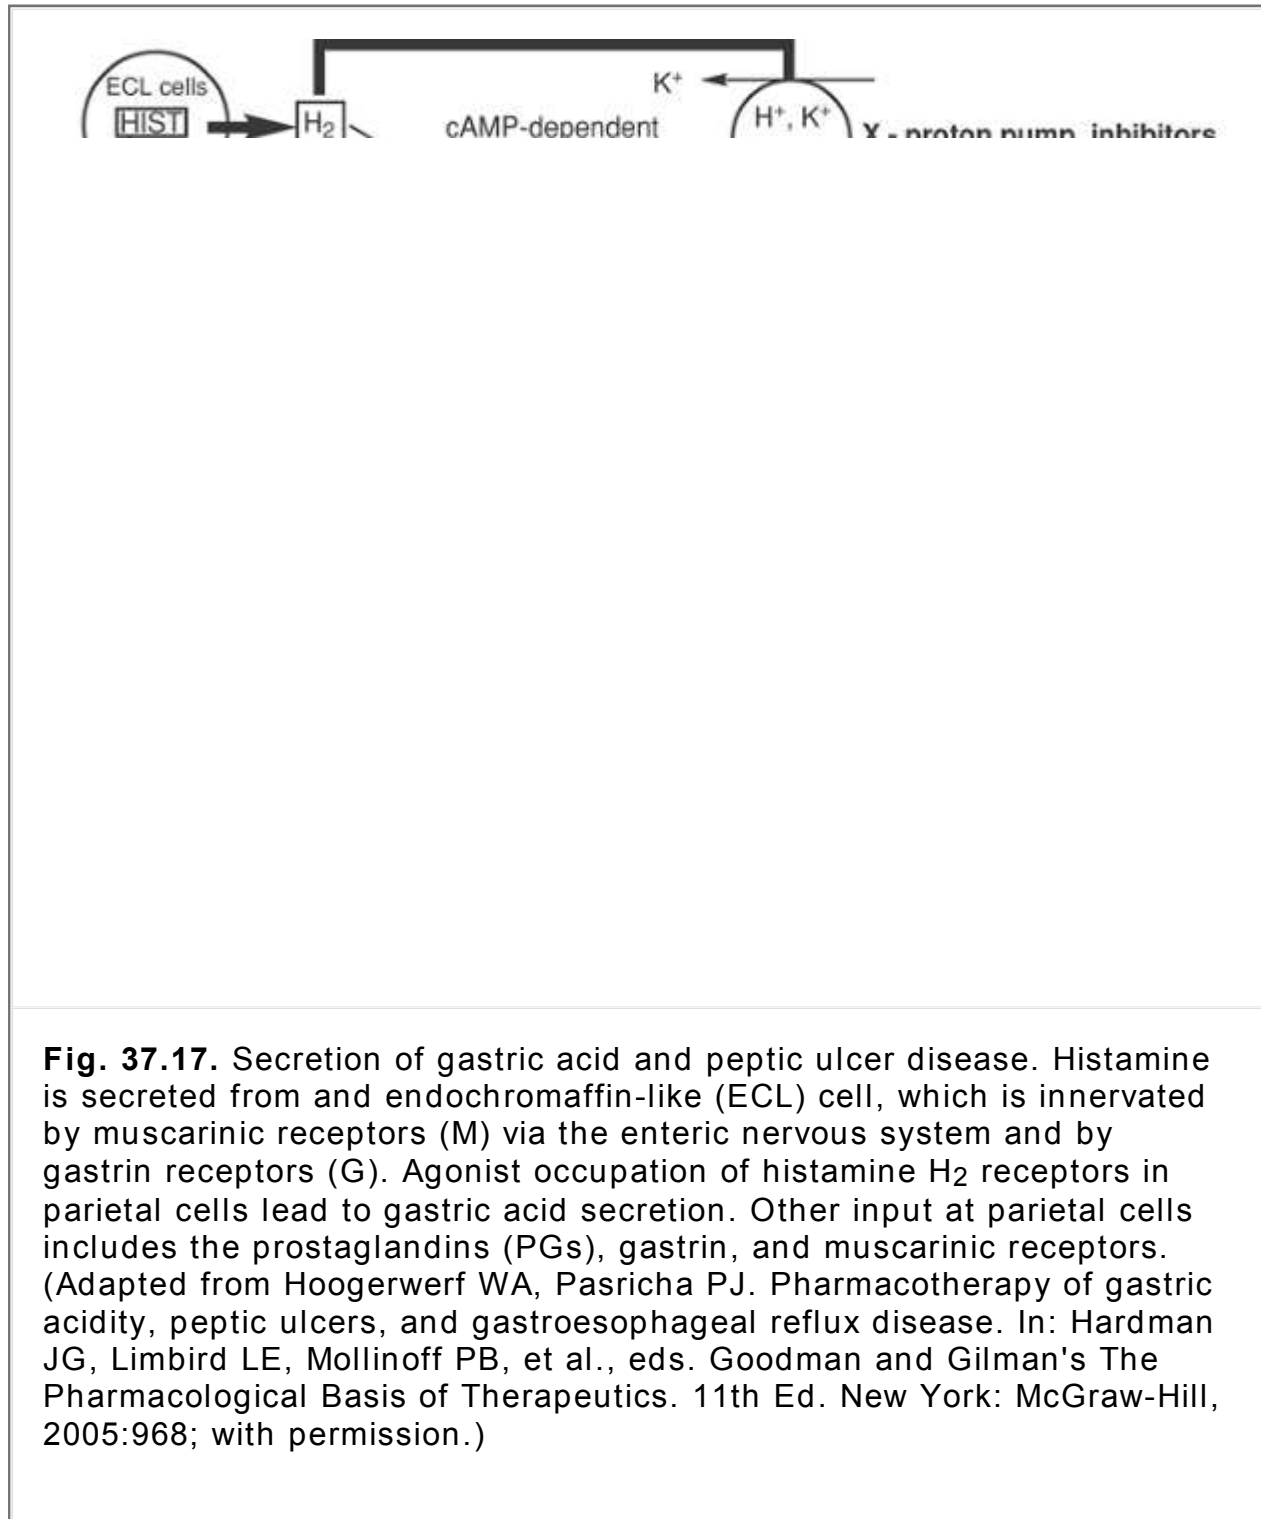 ECL cells
HIST
H₂
cAMP-dependent
K⁺
H⁺, K⁺
X - proton pump inhibitors
Fig. 37.17. Secretion of gastric acid and peptic ulcer disease. Histamine
is secreted from and endochromaffin-like (ECL) cell, which is innervated
by muscarinic receptors (M) via the enteric nervous system and by
gastrin receptors (G). Agonist occupation of histamine H₂ receptors in
parietal cells lead to gastric acid secretion. Other input at parietal cells
includes the prostaglandins (PGs), gastrin, and muscarinic receptors.
(Adapted from Hoogerwerf WA, Pasricha PJ. Pharmacotherapy of gastric
acidity, peptic ulcers, and gastroesophageal reflux disease. In: Hardman
JG, Limbird LE, Mollinoff PB, et al., eds. Goodman and Gilman's The
Pharmacological Basis of Therapeutics. 11th Ed. New York: McGraw-Hill,
2005:968; with permission.)